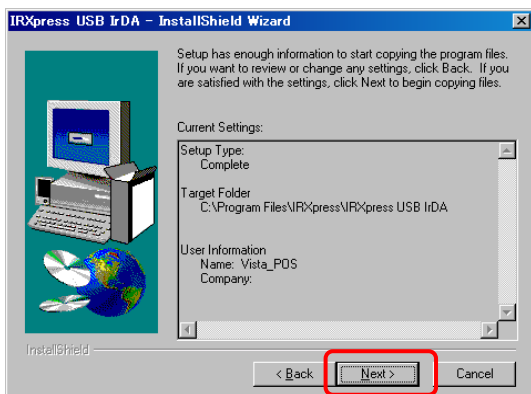 IRXpress USB IrDA - InstallShield Wizard
Setup has enough information to start copying the program files.
If you want to review or change any settings, click Back. If you
are satisfied with the settings, click Next to begin copying files.
Current Settings:
Setup Type:
Complete
Target Folder
C:\Program Files\IRXpress\IRXpress USB IrDA
User Information
Name: Vista_POS
Company:
InstallShield
< Back
Next >
Cancel